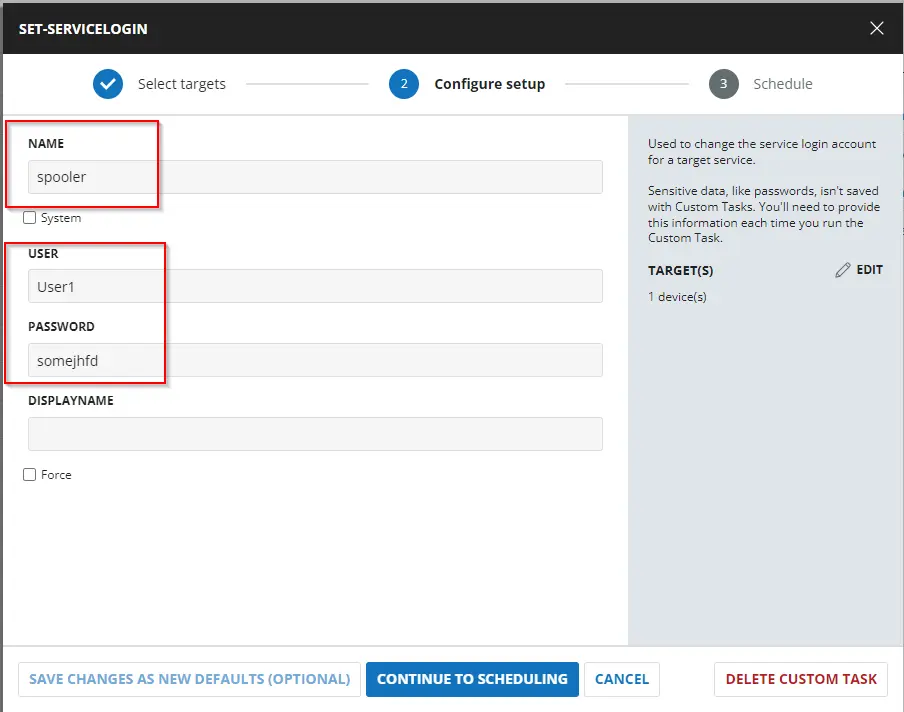 SET-SERVICELOGIN
Select targets
2
Configure setup
3
Schedule
NAME
spooler
System
USER
User1
PASSWORD
somejhfd
DISPLAYNAME
Force
Used to change the service login account
for a target service.
Sensitive data, like passwords, isn't saved
with Custom Tasks. You'll need to provide
this information each time you run the
Custom Task.
TARGET(S)
EDIT
1 device(s)
SAVE CHANGES AS NEW DEFAULTS (OPTIONAL)
CONTINUE TO SCHEDULING
CANCEL
DELETE CUSTOM TASK